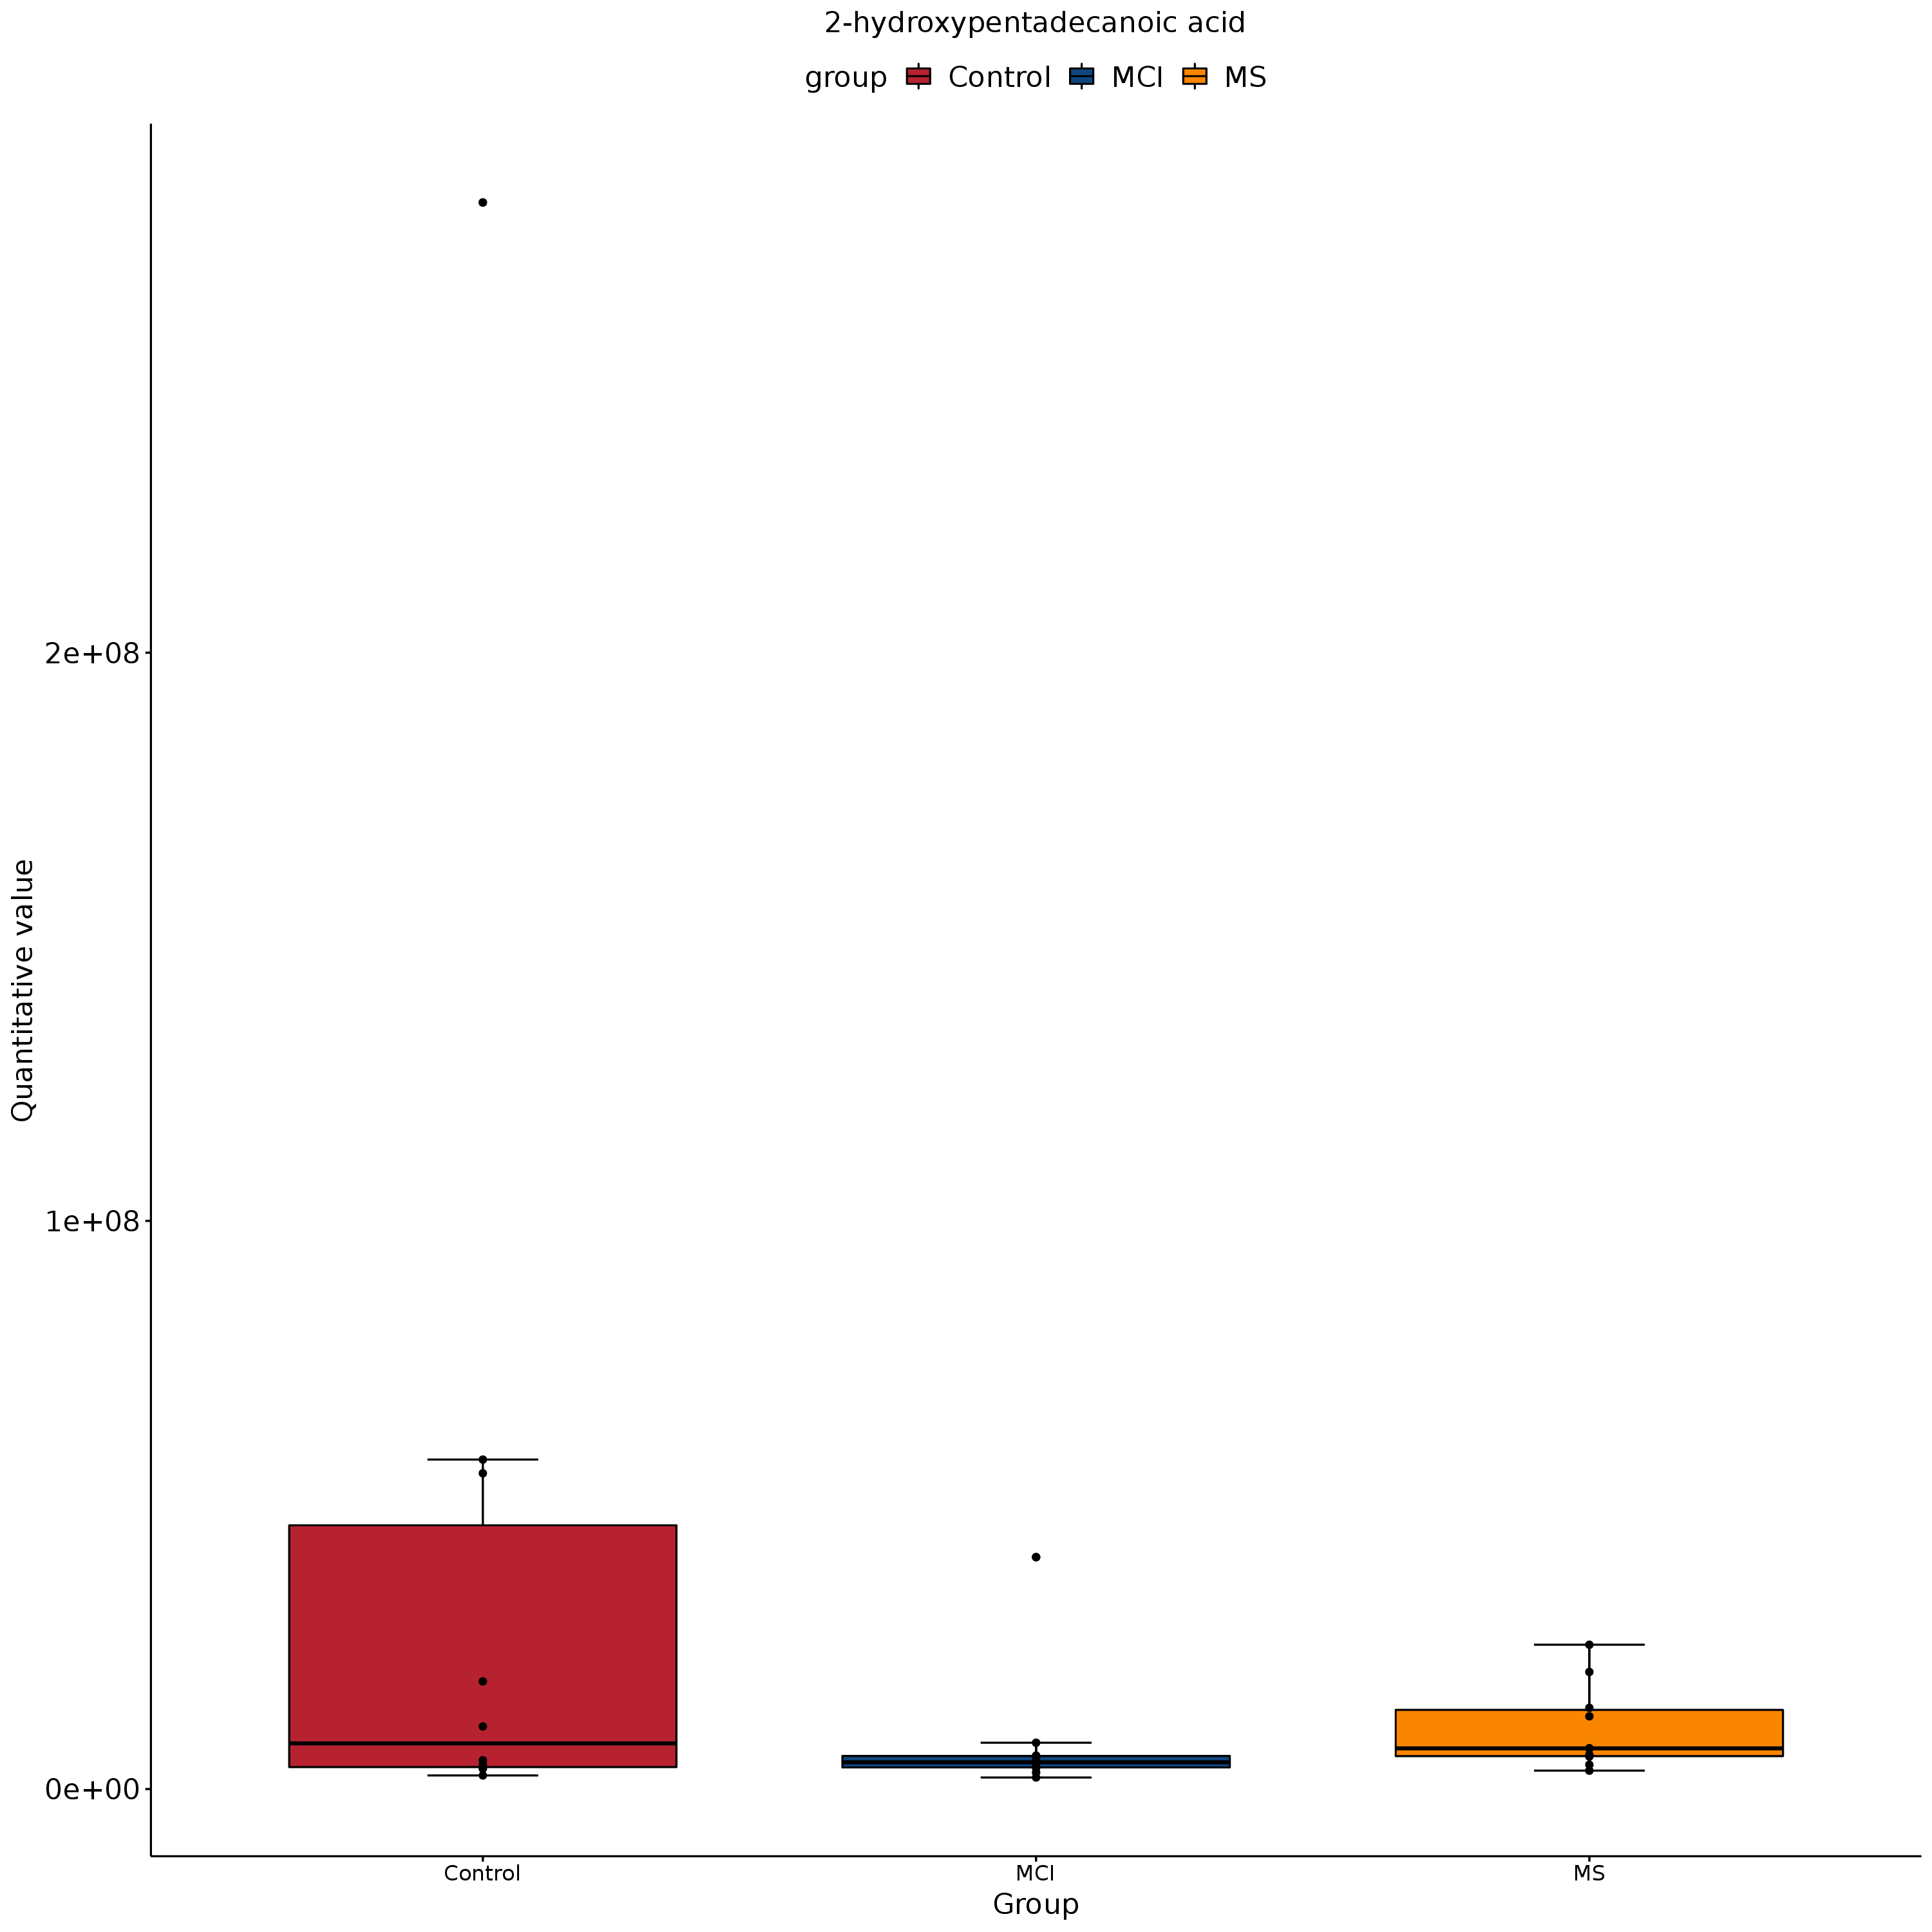 2-hydroxypentadecanoic acid
group Control MCI MS
Quantitative value
2e+08
1e+08
0e+00
Control MCI MS
Group